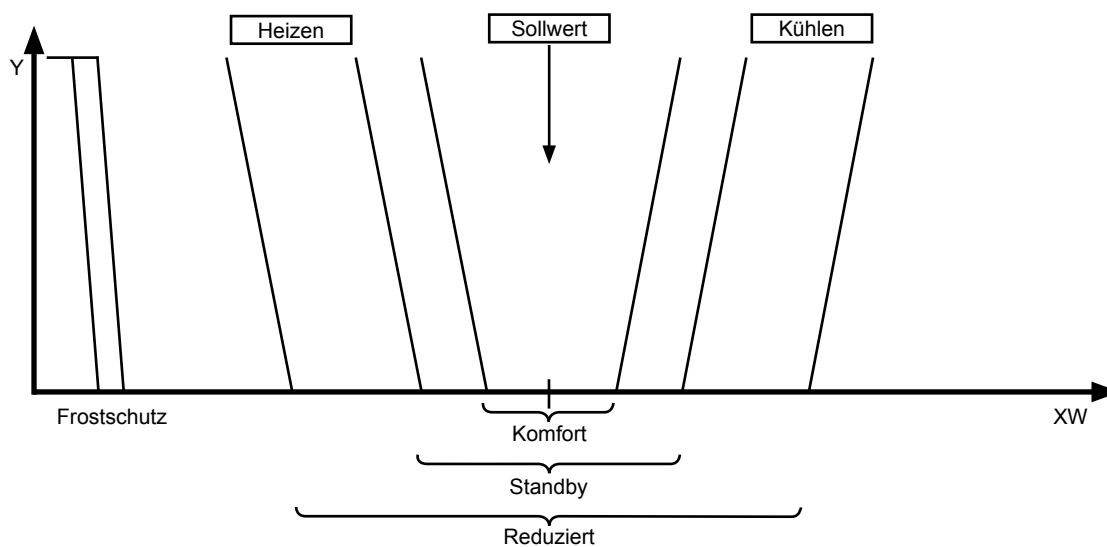 Heizen
Sollwert
Kühlen
Y
Frostschutz
XW
Komfort
Standby
Reduziert